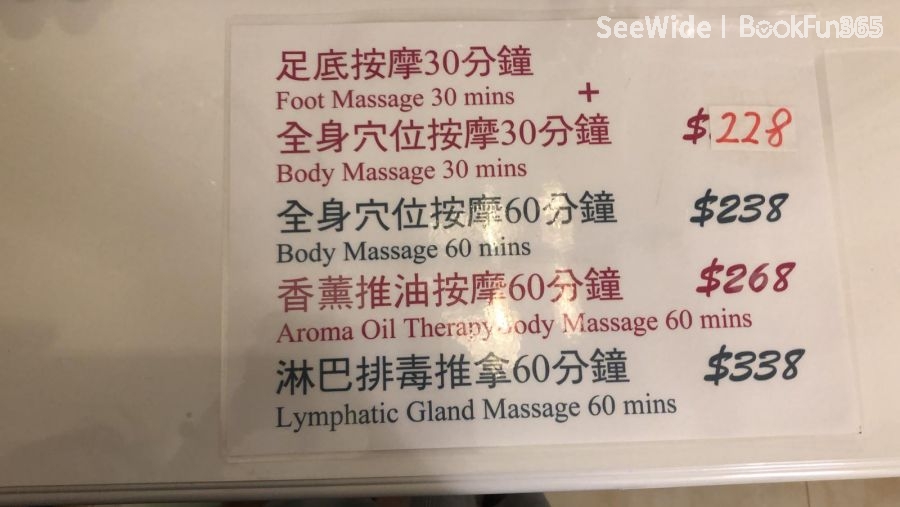 SeeWide | BookFun365
足底按摩30分鐘
Foot Massage 30 mins +
全身穴位按摩30分鐘 $228
Body Massage 30 mins
全身穴位按摩60分鐘 $238
Body Massage 60 mins
香薰推油按摩60分鐘 $268
Aroma Oil Therapy Body Massage 60 mins
淋巴排毒推拿60分鐘 $338
Lymphatic Gland Massage 60 mins